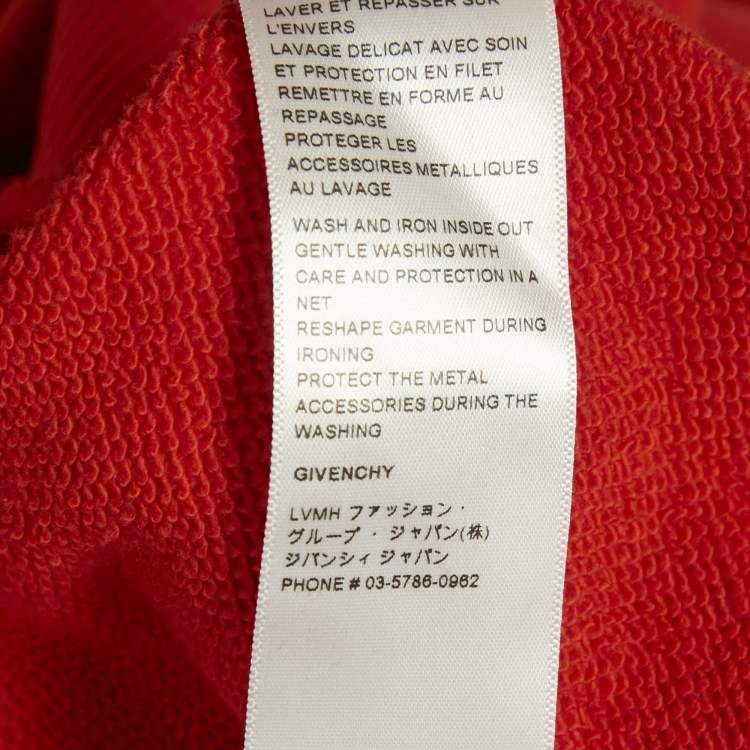 LAVER ET REPASSER SUR
L'ENVERS
LAVAGE DELICAT AVEC SOIN
ET PROTECTION EN FILET
REMETTRE EN FORME AU
REPASSAGE
PROTEGER LES
ACCESSOIRES METALLIQUES
AU LAVAGE
WASH AND IRON INSIDE OUT
GENTLE WASHING WITH
CARE AND PROTECTION IN A
NET
RESHAPE GARMENT DURING
IRONING
PROTECT THE METAL
ACCESSORIES DURING THE
WASHING
GIVENCHY
LVMH ファッション・
グループ・ジャパン(株)
ジバンシィ ジャパン
PHONE # 03-5786-0962